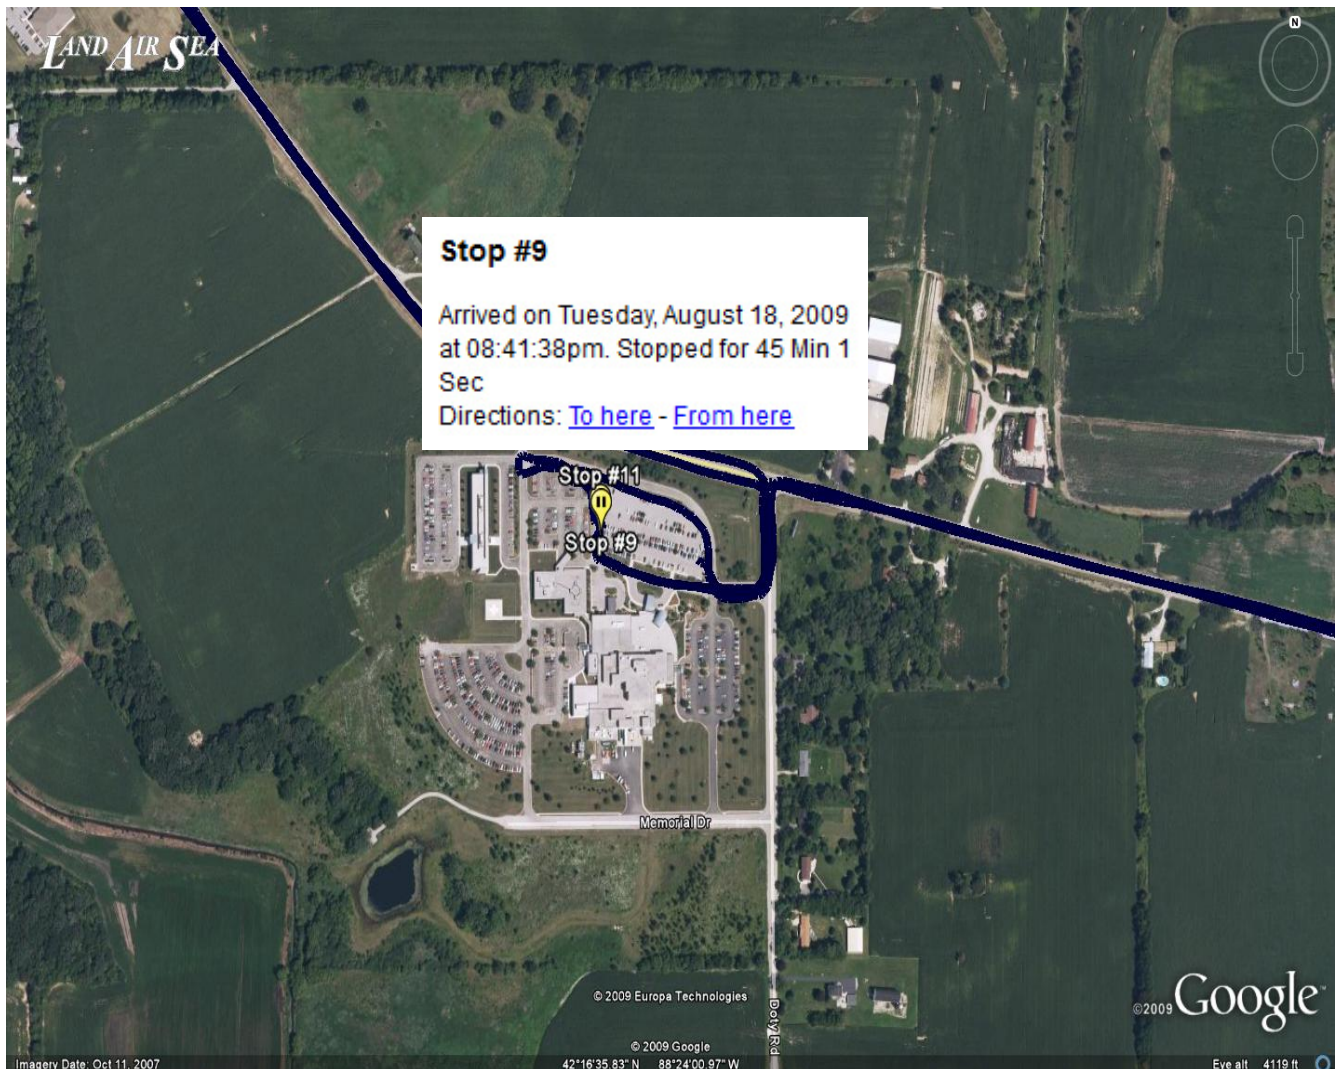 LAND AIR SEA
N
Stop #9
Arrived on Tuesday, August 18, 2009
at 08:41:38pm. Stopped for 45 Min 1
Sec
Directions: To here - From here
Stop #11
Stop #9
Memorial Dr
Doty Rd
© 2009 Europa Technologies
©2009 Google™
© 2009 Google
Imagery Date: Oct 11, 2007
42°16'35.83" N 88°24'00.97" W
Eye alt 4119 ft